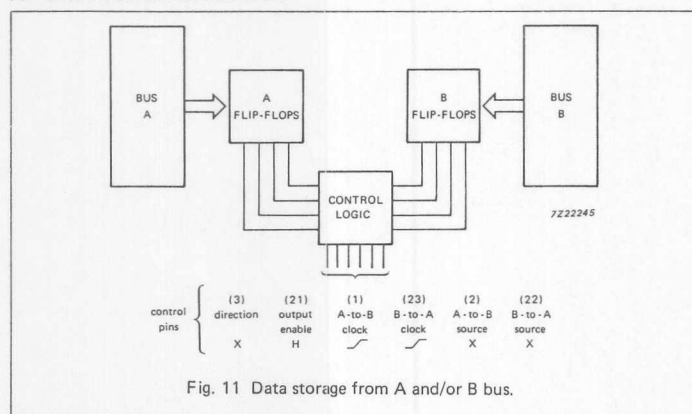 BUS
A
A
FLIP-FLOPS
B
FLIP-FLOPS
BUS
B
CONTROL
LOGIC
7Z22245
control
pins
(3) (21) (1) (23) (2) (22)
direction output A-to-B B-to-A A-to-B B-to-A
enable clock clock source source
X H X X
Fig. 11 Data storage from A and/or B bus.